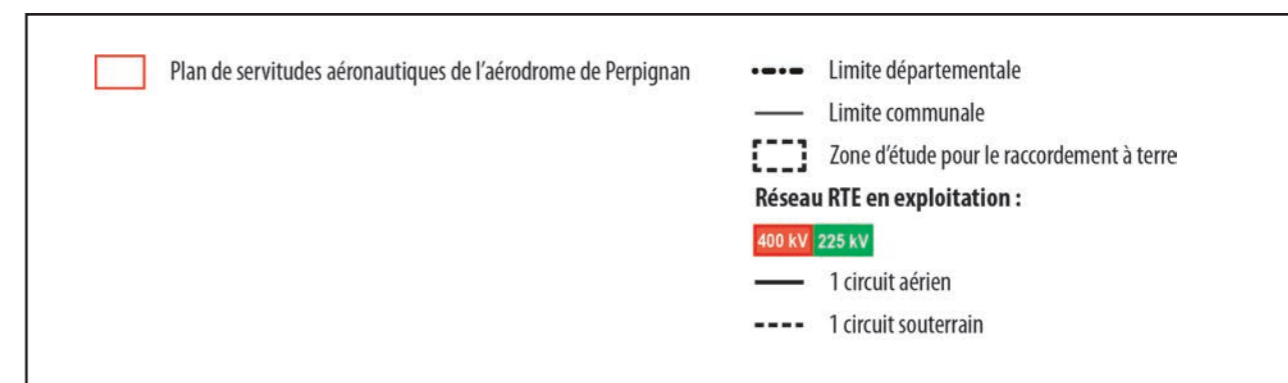 Plan de servitudes aéronautiques de l’aérodrome de Perpignan
Limite départementale
Limite communale
Zone d’étude pour le raccordement à terre
Réseau RTE en exploitation :
400 kV 225 kV
1 circuit aérien
1 circuit souterrain